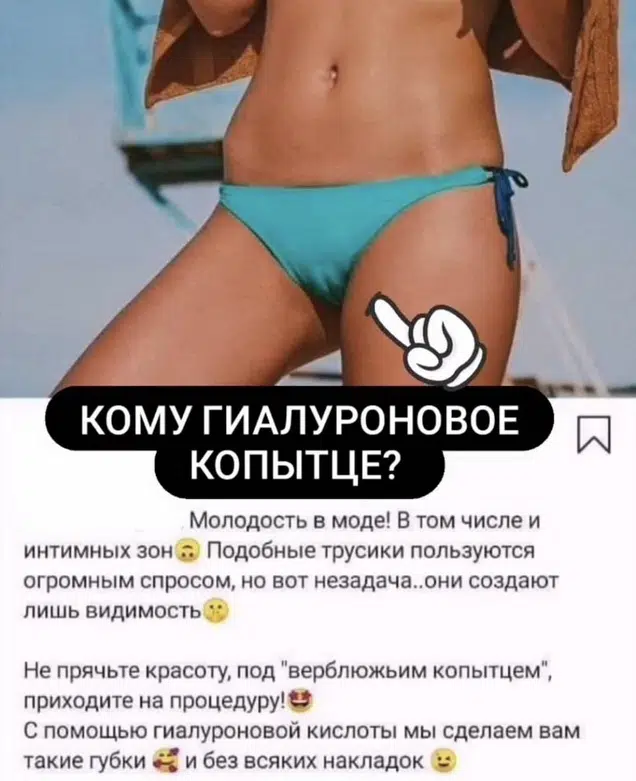 КОМУ ГИАЛУРОНОВОЕ
КОПЫТЦЕ?
Молодость в моде! В том числе и
интимных зон🙃 Подобные трусики пользуются
огромным спросом, но вот незадача..они создают
лишь видимость🤫
Не прячьте красоту, под "верблюжьим копытцем",
приходите на процедуру!🤩
С помощью гиалуроновой кислоты мы сделаем вам
такие губки 🥰 и без всяких накладок 😉